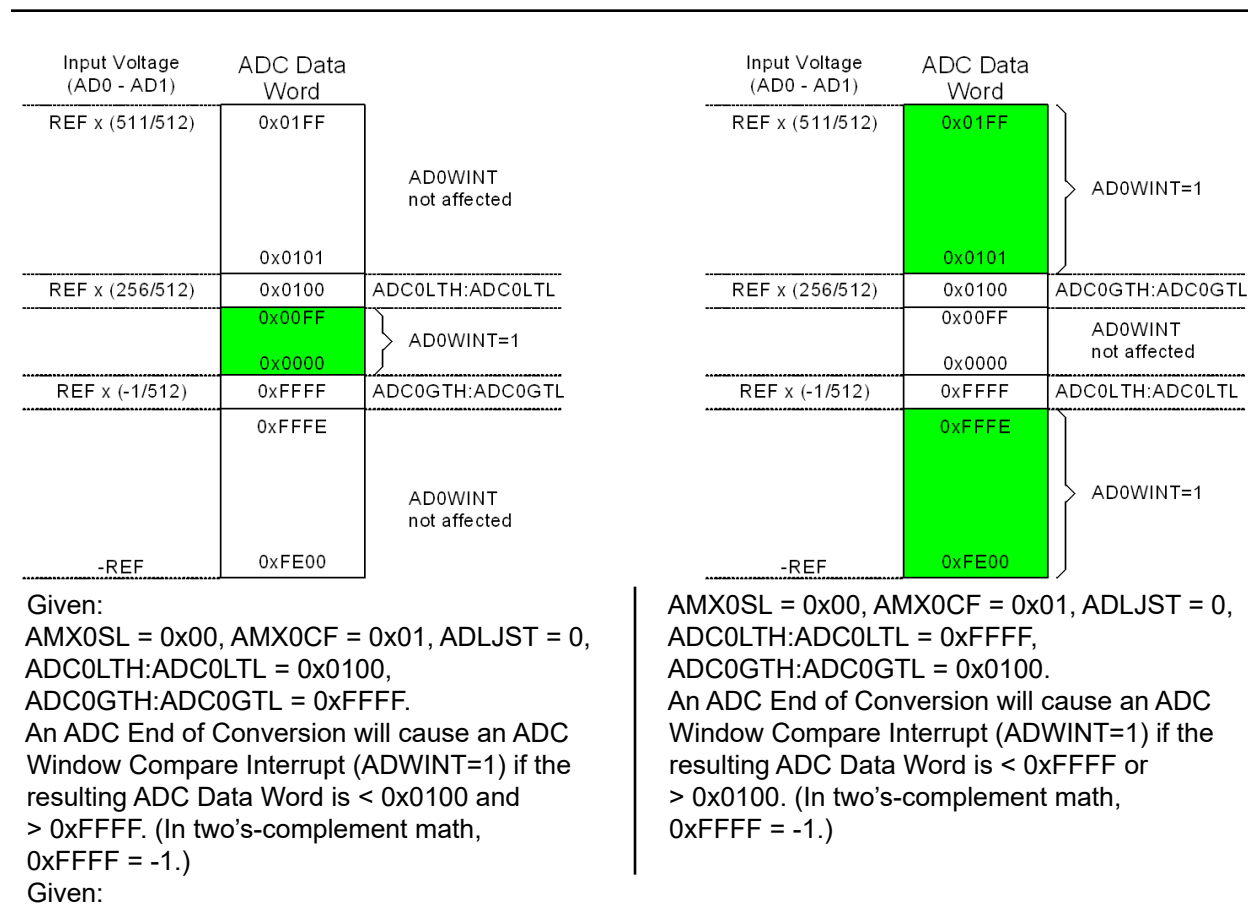 Input Voltage
(AD0 - AD1)
ADC Data
Word
REF x (511/512)
0x01FF
AD0WINT
not affected
0x0101
REF x (256/512)
0x0100
ADC0LTH:ADC0LTL
0x00FF
AD0WINT=1
0x0000
REF x (-1/512)
0xFFFF
ADC0GTH:ADC0GTL
0xFFFE
AD0WINT
not affected
-REF
0xFE00
Given:
AMX0SL = 0x00, AMX0CF = 0x01, ADLJST = 0,
ADC0LTH:ADC0LTL = 0x0100,
ADC0GTH:ADC0GTL = 0xFFFF.
An ADC End of Conversion will cause an ADC
Window Compare Interrupt (ADWINT=1) if the
resulting ADC Data Word is < 0x0100 and
> 0xFFFF. (In two's-complement math,
0xFFFF = -1.)
Given:
Input Voltage
(AD0 - AD1)
ADC Data
Word
REF x (511/512)
0x01FF
AD0WINT=1
0x0101
REF x (256/512)
0x0100
ADC0GTH:ADC0GTL
0x00FF
AD0WINT
not affected
0x0000
REF x (-1/512)
0xFFFF
ADC0LTH:ADC0LTL
0xFFFE
AD0WINT=1
-REF
0xFE00
AMX0SL = 0x00, AMX0CF = 0x01, ADLJST = 0,
ADC0LTH:ADC0LTL = 0xFFFF,
ADC0GTH:ADC0GTL = 0x0100.
An ADC End of Conversion will cause an ADC
Window Compare Interrupt (ADWINT=1) if the
resulting ADC Data Word is < 0xFFFF or
> 0x0100. (In two's-complement math,
0xFFFF = -1.)